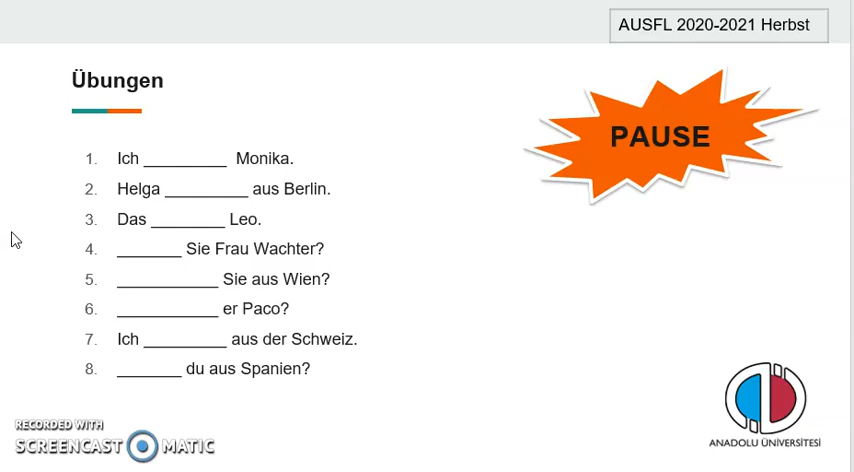 AUSFL 2020-2021 Herbst
Übungen
PAUSE
1. Ich _________ Monika.
2. Helga _________ aus Berlin.
3. Das ________ Leo.
4. _______ Sie Frau Wachter?
5. ___________ Sie aus Wien?
6. ___________ er Paco?
7. Ich _________ aus der Schweiz.
8. _______ du aus Spanien?
RECORDED WITH
SCREENCAST MATIC
ANADOLU ÜNİVERSİTESİ